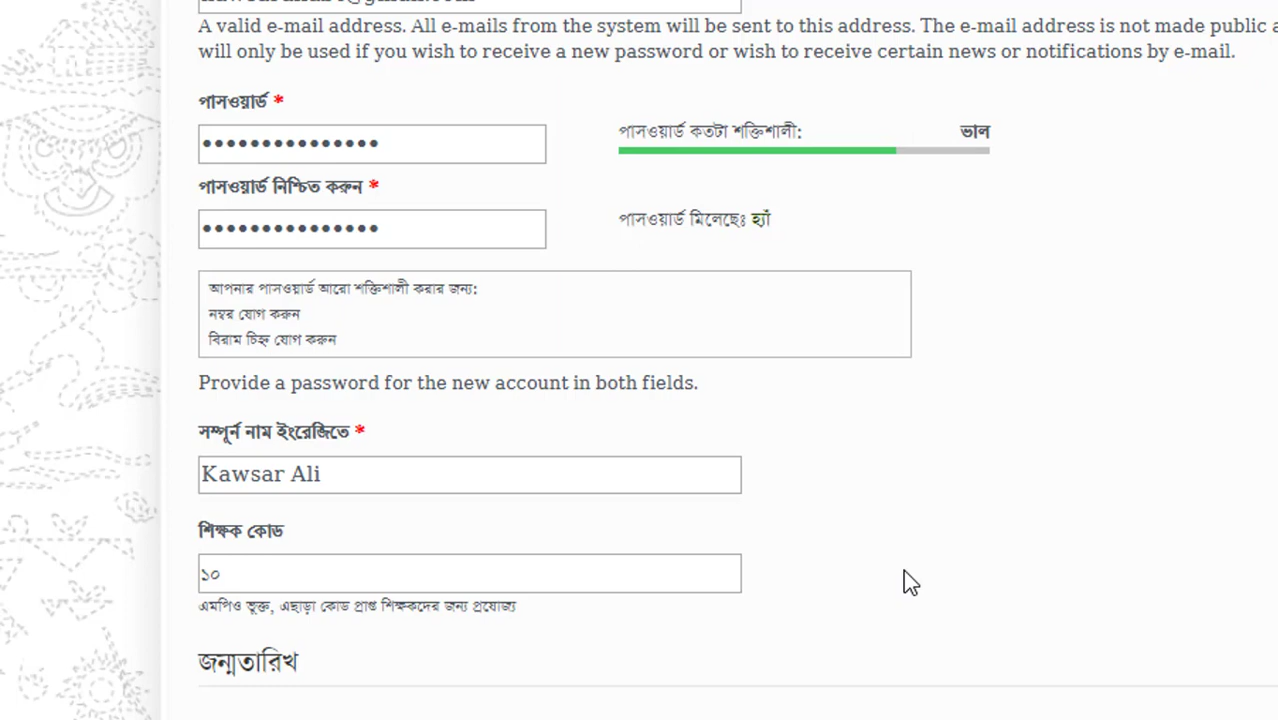 A valid e-mail address. All e-mails from the system will be sent to this address. The e-mail address is not made public
will only be used if you wish to receive a new password or wish to receive certain news or notifications by e-mail.
পাসওয়ার্ড *
পাসওয়ার্ড কতটা শক্তিশালী: ভাল
•••••••••••••••
পাসওয়ার্ড নিশ্চিত করুন *
•••••••••••••••
পাসওয়ার্ড মিলেছেঃ হ্যাঁ
আপনার পাসওয়ার্ড আরো শক্তিশালী করার জন্য:
নম্বর যোগ করুন
বিরাম চিহ্ন যোগ করুন
Provide a password for the new account in both fields.
সম্পূর্ন নাম ইংরেজিতে *
Kawsar Ali
শিক্ষক কোড
১০
এমপিও ভূক্ত, এছাড়া কোড প্রাপ্ত শিক্ষকদের জন্য প্রযোজ্য
জন্মতারিখ